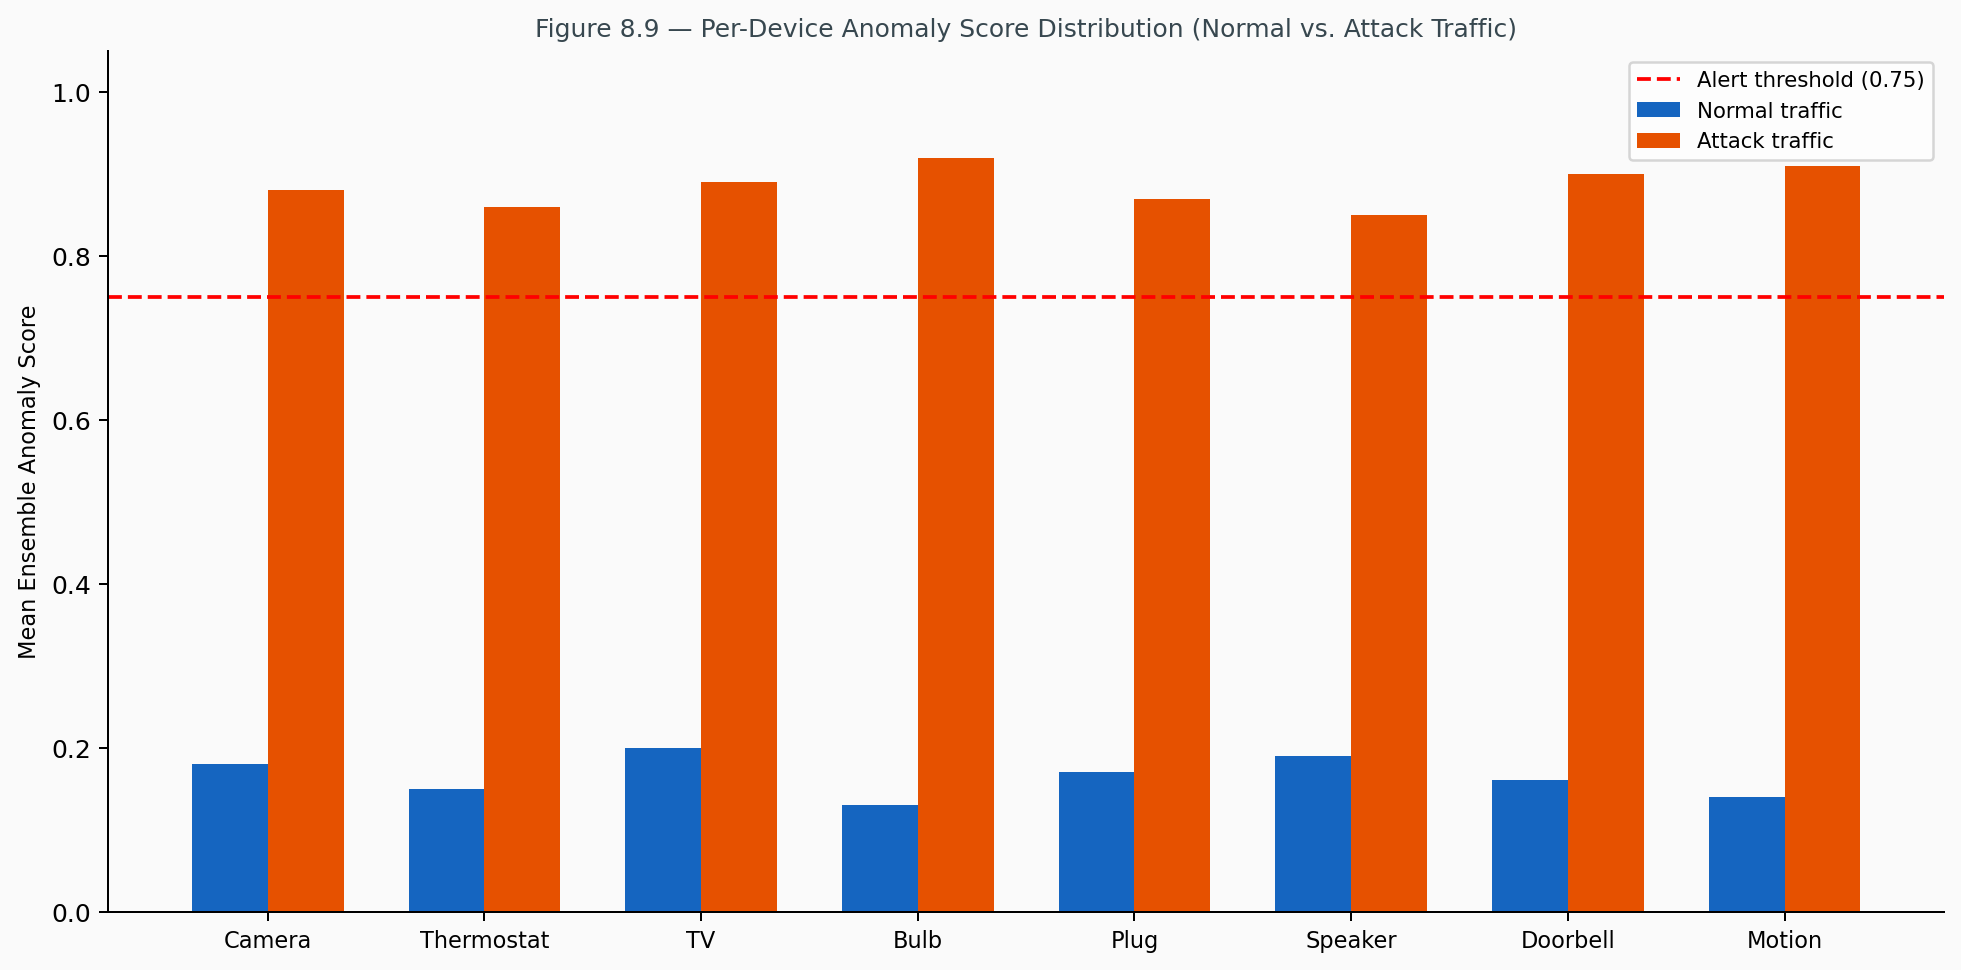 Figure 8.9 — Per-Device Anomaly Score Distribution (Normal vs. Attack Traffic)
Alert threshold (0.75)
Normal traffic
Attack traffic
Mean Ensemble Anomaly Score
1.0
0.8
0.6
0.4
0.2
0.0
Camera Thermostat TV Bulb Plug Speaker Doorbell Motion